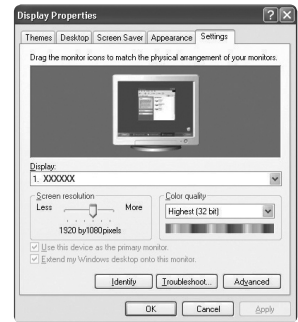 Display Properties
Themes Desktop Screen Saver Appearance Settings
Drag the monitor icons to match the physical arrangement of your monitors.
Display:
1. XXXXXX
Screen resolution
Less More
1920 by1080pixels
Color quality
Highest (32 bit)
Use this device as the primary monitor.
Extend my Windows desktop onto this monitor.
Identify Troubleshoot... Advanced
OK Cancel Apply